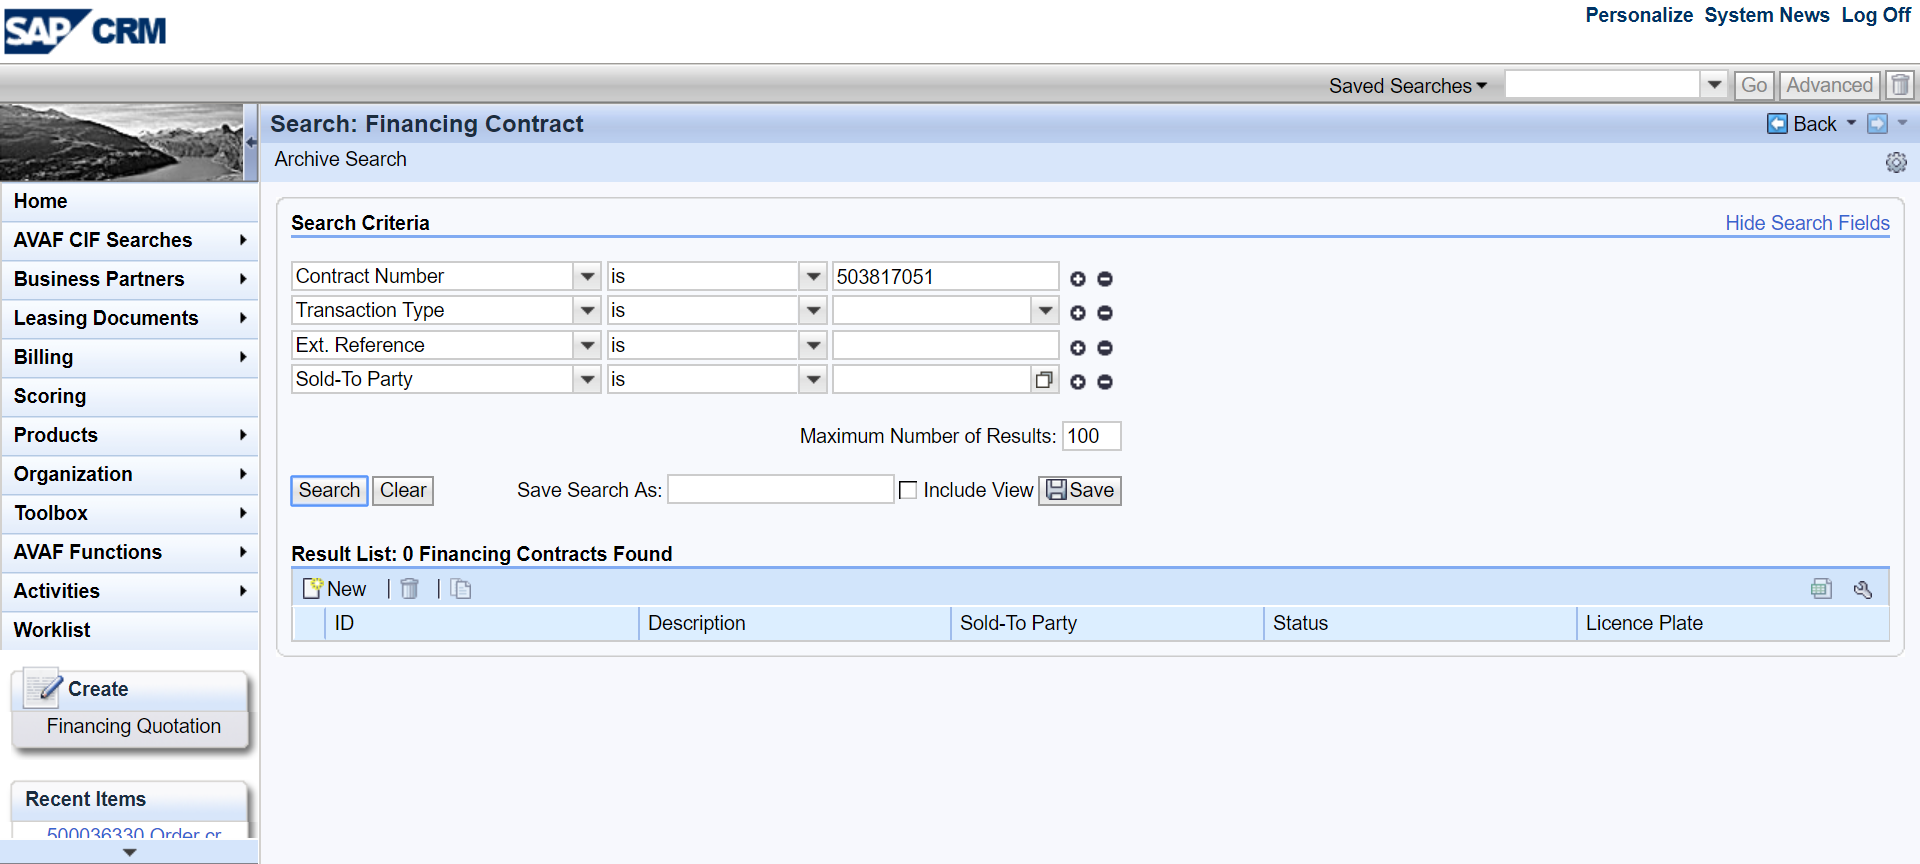 SAP CRM
Personalize System News Log Off
Saved Searches Go Advanced
Search: Financing Contract Back
Archive Search
Home
AVAF CIF Searches
Business Partners
Leasing Documents
Billing
Scoring
Products
Organization
Toolbox
AVAF Functions
Activities
Worklist
Create
Financing Quotation
Recent Items
500036330 Order cr
Search Criteria Hide Search Fields
Contract Number is 503817051
Transaction Type is
Ext. Reference is
Sold-To Party is
Maximum Number of Results: 100
Search Clear Save Search As: Include View Save
Result List: 0 Financing Contracts Found
New
ID Description Sold-To Party Status Licence Plate